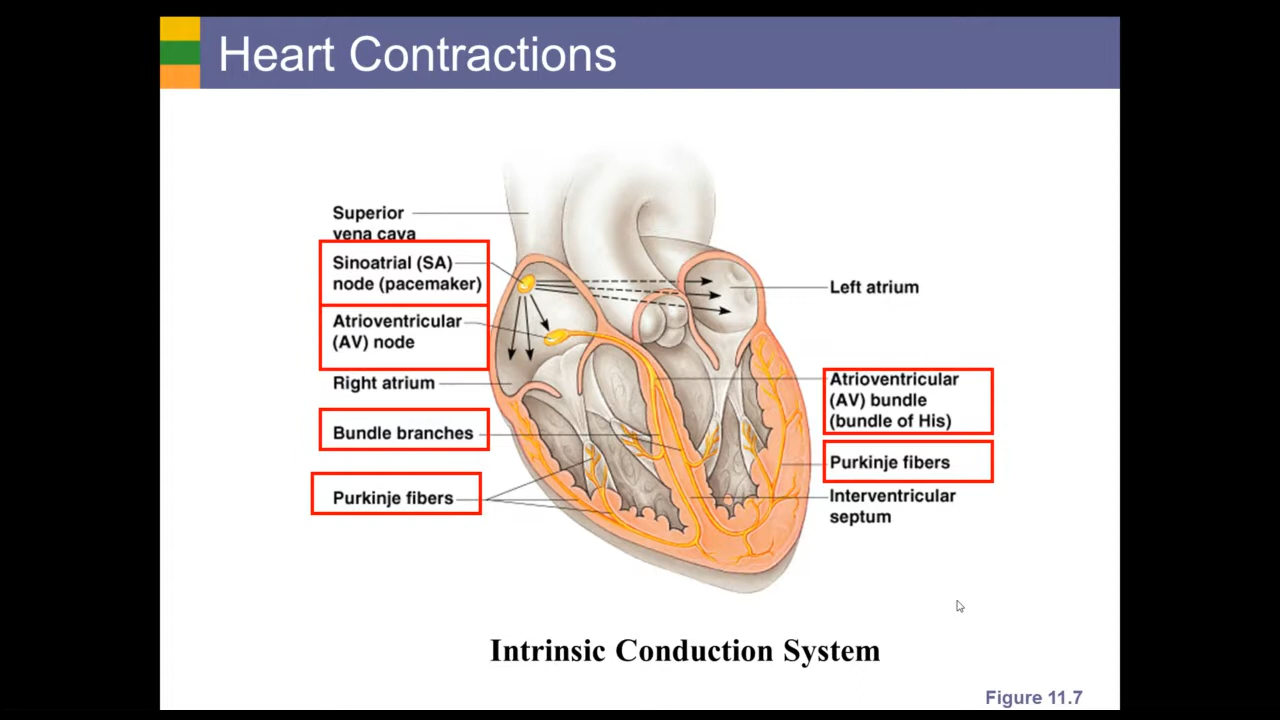 Heart Contractions
Superior
vena cava
Sinoatrial (SA)
node (pacemaker)
Atrioventricular
(AV) node
Right atrium
Bundle branches
Purkinje fibers
Left atrium
Atrioventricular
(AV) bundle
(bundle of His)
Purkinje fibers
Interventricular
septum
Intrinsic Conduction System
Figure 11.7